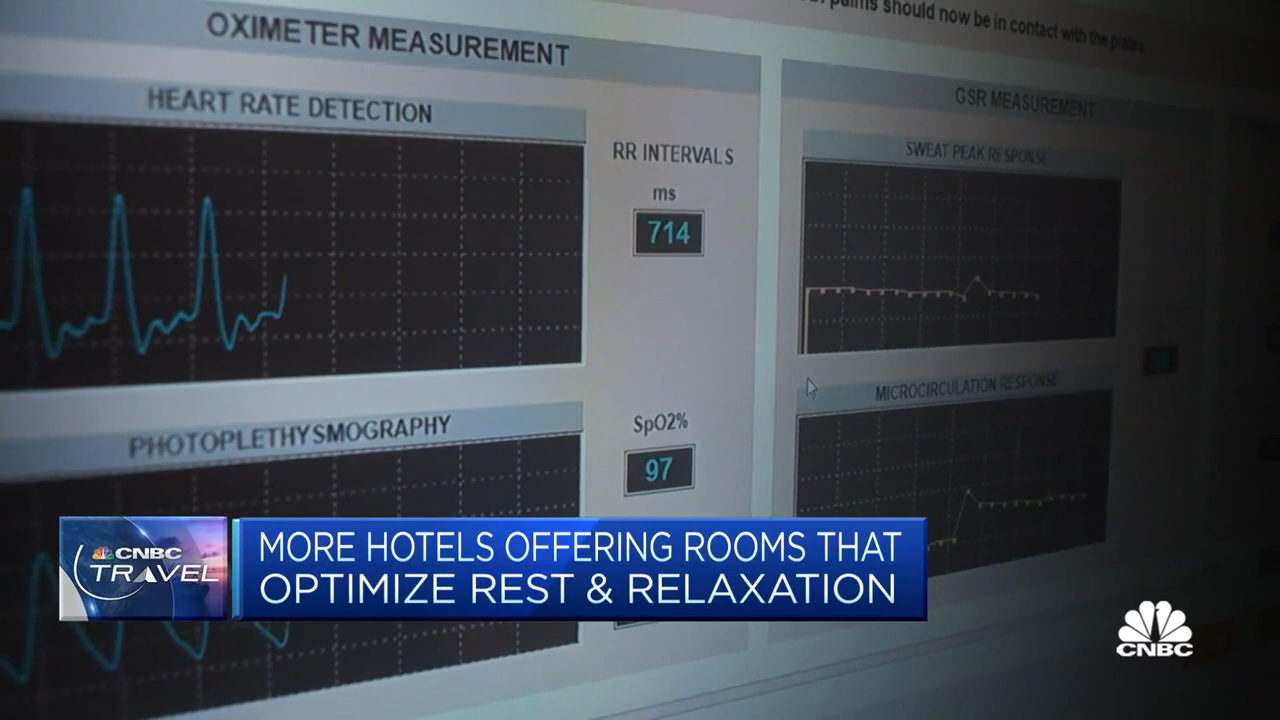 palms should now be in contact with the plates
OXIMETER MEASUREMENT
GSR MEASUREMENT
HEART RATE DETECTION
RR INTERVALS
ms
714
SWEAT PEAK RESPONSE
MICROCIRCULATION RESPONSE
PHOTOPLETHYSMOGRAPHY
SpO2%
97
CNBC
TRAVEL
MORE HOTELS OFFERING ROOMS THAT
OPTIMIZE REST & RELAXATION
CNBC